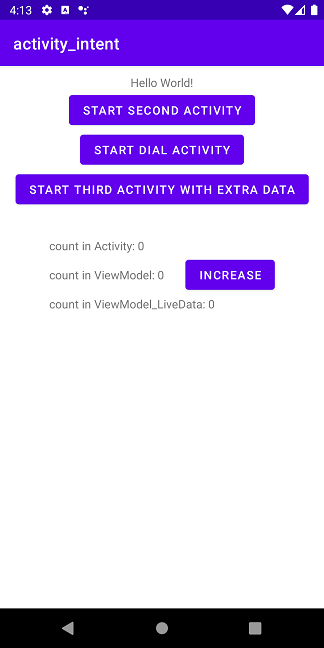 4:13
activity_intent
Hello World!
START SECOND ACTIVITY
START DIAL ACTIVITY
START THIRD ACTIVITY WITH EXTRA DATA
count in Activity: 0
count in ViewModel: 0 INCREASE
count in ViewModel_LiveData: 0